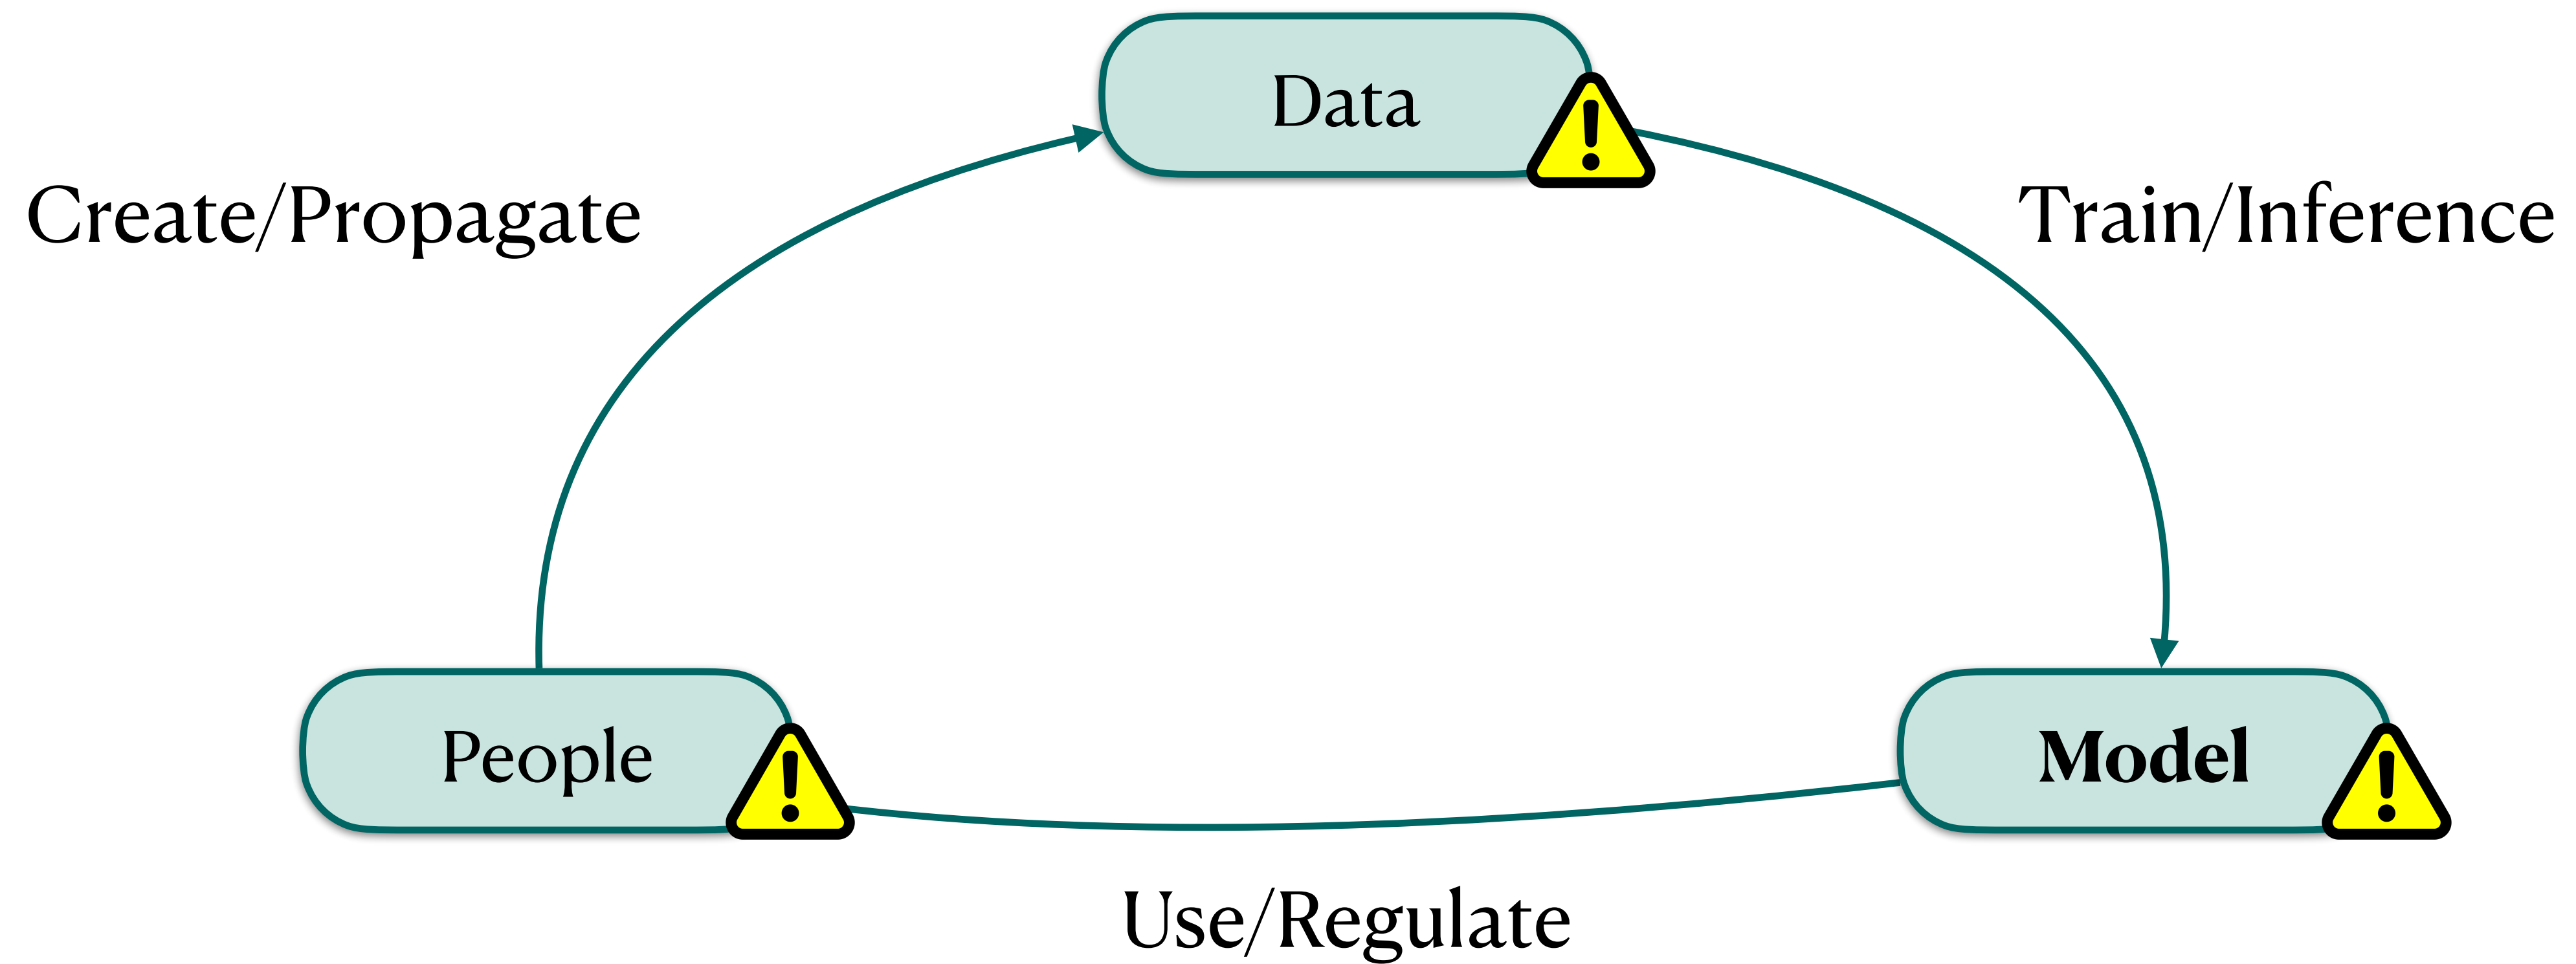 Data
Create/Propagate
Train/Inference
People
Model
Use/Regulate